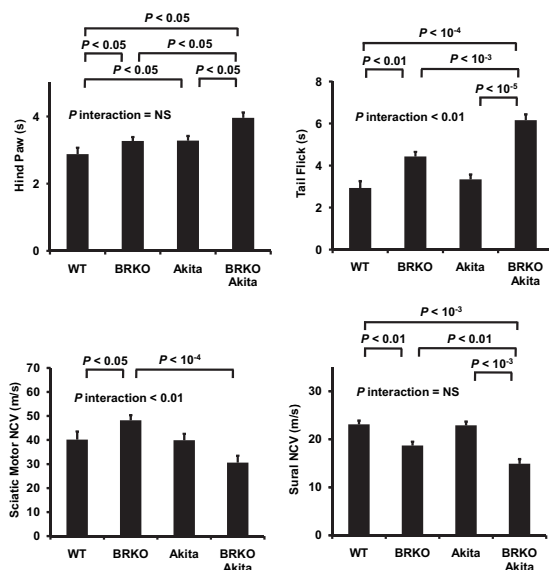 P < 0.05
P < 0.05
P < 0.05
P < 0.05
P < 0.05
P interaction = NS
Hind Paw (s)
4
2
0
WT
BRKO
Akita
BRKO
Akita
P < 10-4
P < 0.01
P < 10-3
P < 10-5
P interaction < 0.01
Tail Flick (s)
8
6
4
2
0
WT
BRKO
Akita
BRKO
Akita
P < 0.05
P < 10-4
P interaction < 0.01
Sciatic Motor NCV (m/s)
70
60
50
40
30
20
10
0
WT
BRKO
Akita
BRKO
Akita
P < 10-3
P < 0.01
P < 0.01
P < 10-3
P interaction = NS
Sural NCV (m/s)
30
20
10
0
WT
BRKO
Akita
BRKO
Akita